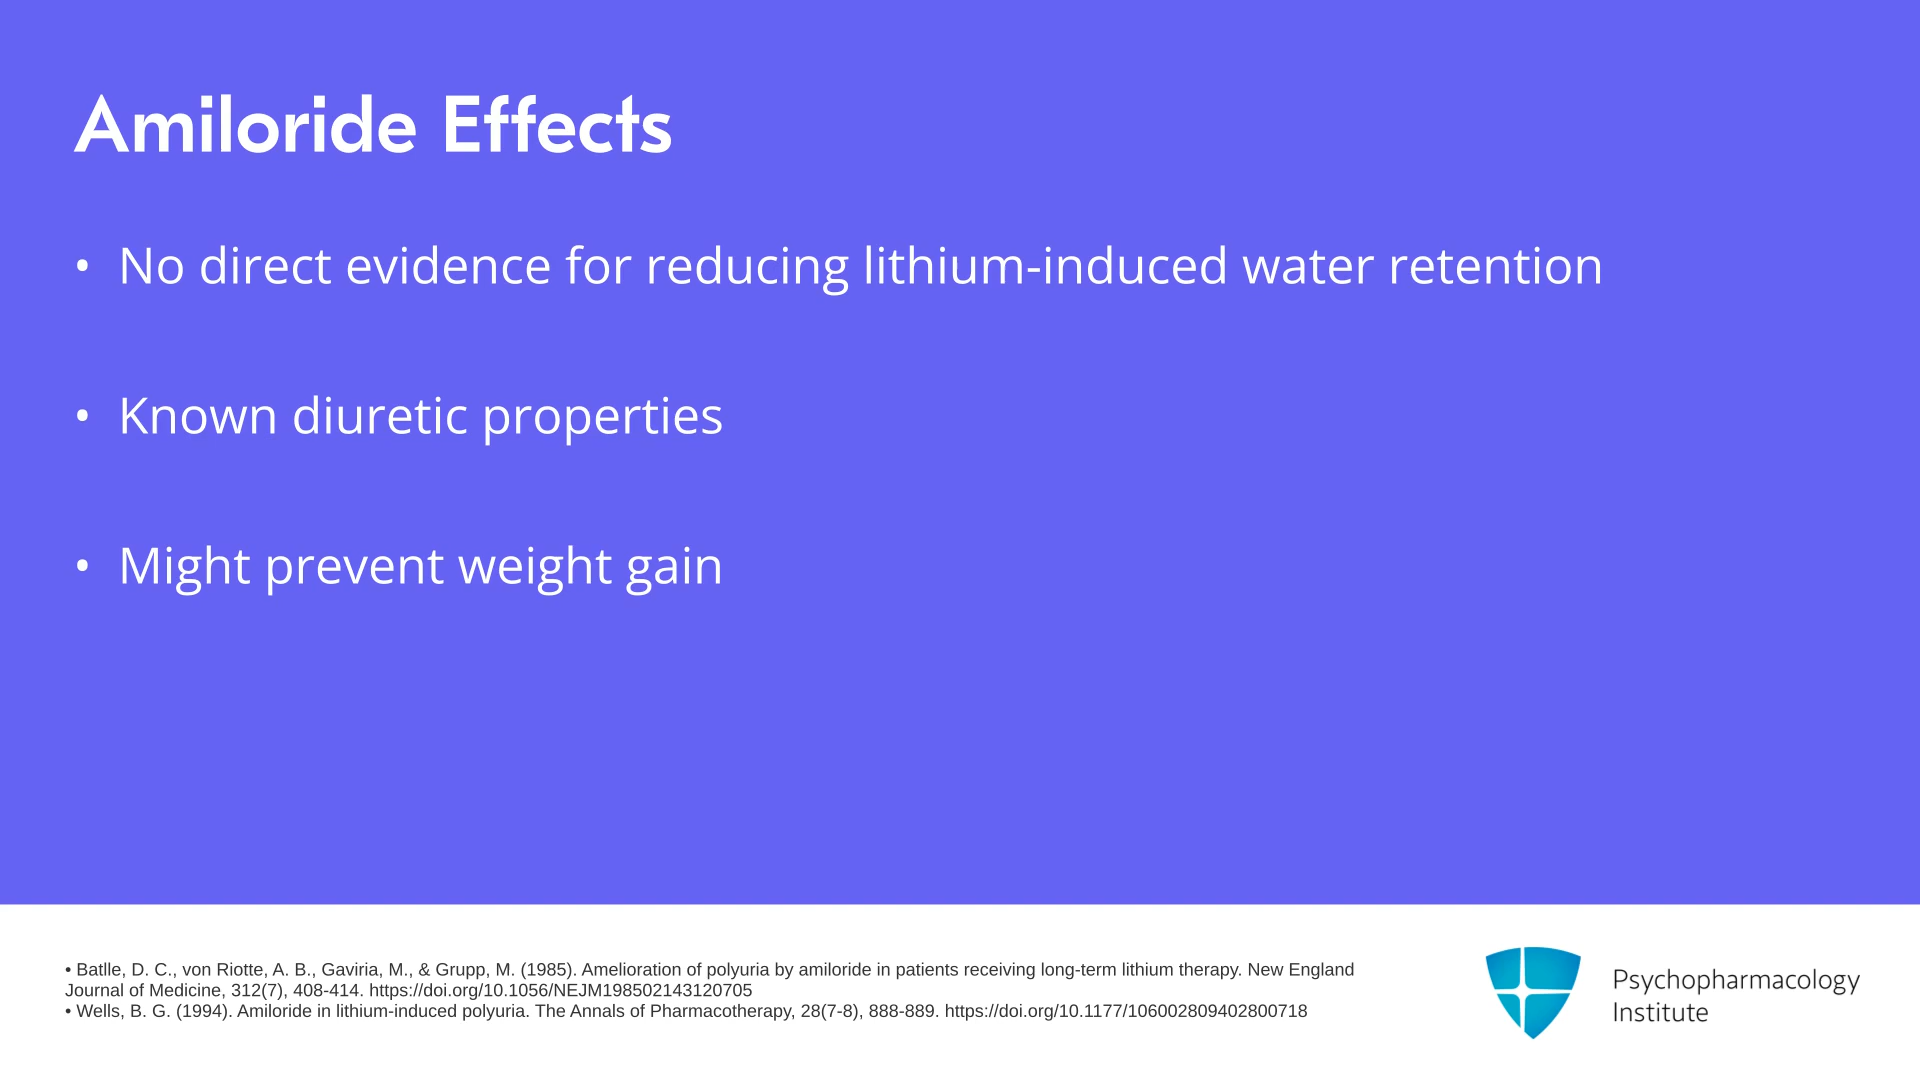 Amiloride Effects
• No direct evidence for reducing lithium-induced water retention
• Known diuretic properties
• Might prevent weight gain
• Batlle, D. C., von Riotte, A. B., Gaviria, M., & Grupp, M. (1985). Amelioration of polyuria by amiloride in patients receiving long-term lithium therapy. New England
Journal of Medicine, 312(7), 408-414. https://doi.org/10.1056/NEJM198502143120705
• Wells, B. G. (1994). Amiloride in lithium-induced polyuria. The Annals of Pharmacotherapy, 28(7-8), 888-889. https://doi.org/10.1177/106002809402800718
Psychopharmacology
Institute